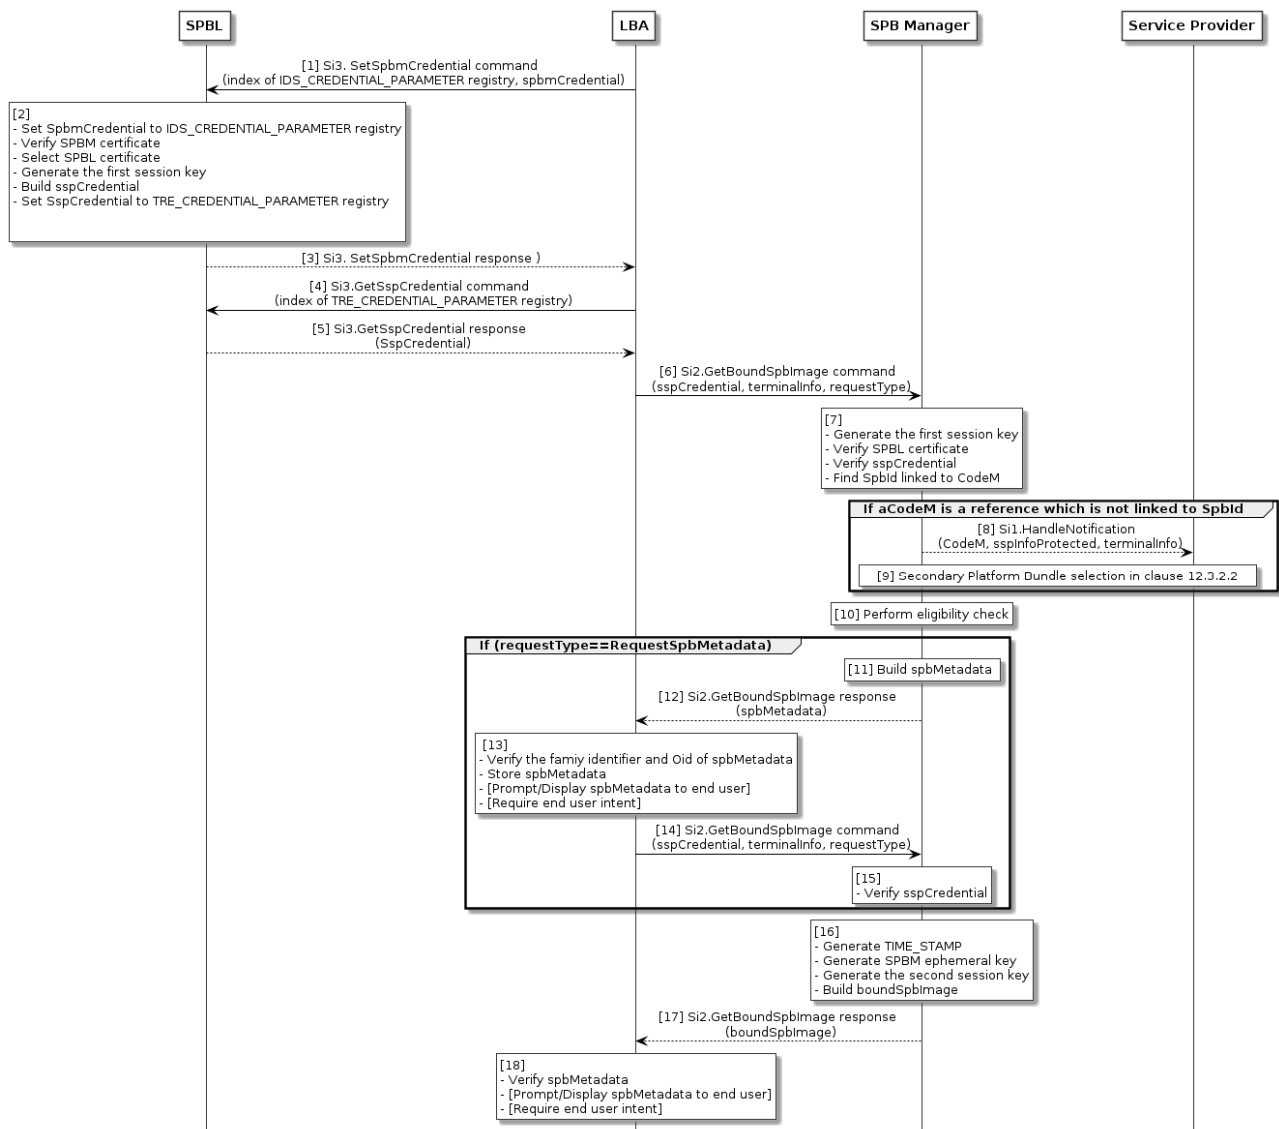 SPBL
LBA
SPB Manager
Service Provider
[1] Si3. SetSpbmCredential command
(index of IDS_CREDENTIAL_PARAMETER registry, spbmCredential)
[2]
- Set SpbmCredential to IDS_CREDENTIAL_PARAMETER registry
- Verify SPBM certificate
- Select SPBL certificate
- Generate the first session key
- Build sspCredential
- Set SspCredential to TRE_CREDENTIAL_PARAMETER registry
[3] Si3. SetSpbmCredential response )
[4] Si3.GetSspCredential command
(index of TRE_CREDENTIAL_PARAMETER registry)
[5] Si3.GetSspCredential response
(SspCredential)
[6] Si2.GetBoundSpbImage command
(sspCredential, terminalInfo, requestType)
[7]
- Generate the first session key
- Verify SPBL certificate
- Verify sspCredential
- Find SpbId linked to CodeM
If aCodeM is a reference which is not linked to SpbId
[8] Si1.HandleNotification
(CodeM, sspInfoProtected, terminalInfo)
[9] Secondary Platform Bundle selection in clause 12.3.2.2
[10] Perform eligibility check
If (requestType==RequestSpbMetadata)
[11] Build spbMetadata
[12] Si2.GetBoundSpbImage response
(spbMetadata)
[13]
- Verify the famiy identifier and Oid of spbMetadata
- Store spbMetadata
- [Prompt/Display spbMetadata to end user]
- [Require end user intent]
[14] Si2.GetBoundSpbImage command
(sspCredential, terminalInfo, requestType)
[15]
- Verify sspCredential
[16]
- Generate TIME_STAMP
- Generate SPBM ephemeral key
- Generate the second session key
- Build boundSpbImage
[17] Si2.GetBoundSpbImage response
(boundSpbImage)
[18]
- Verify spbMetadata
- [Prompt/Display spbMetadata to end user]
- [Require end user intent]